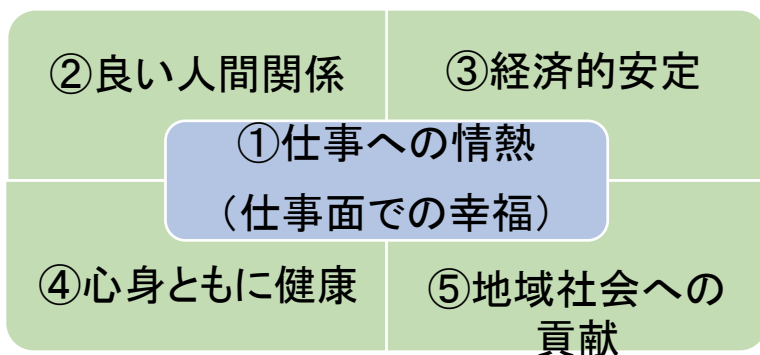 ②良い人間関係
③経済的安定
①仕事への情熱
（仕事面での幸福）
④心身ともに健康
⑤地域社会への
貢献